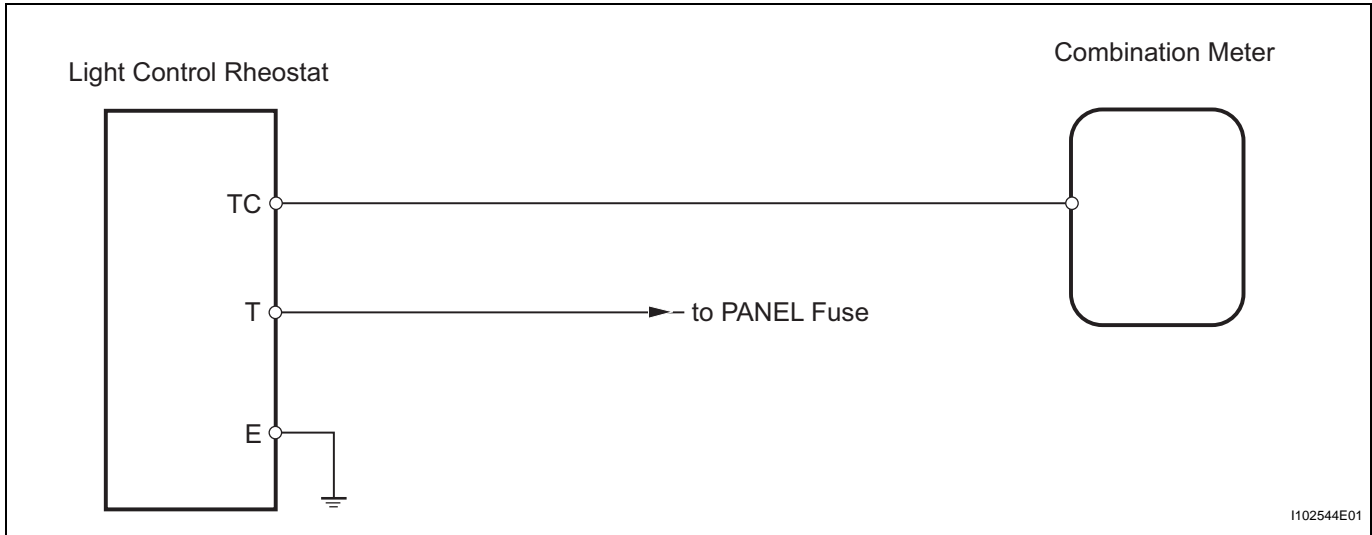 Combination Meter
Light Control Rheostat
TC
T
to PANEL Fuse
E
I102544E01